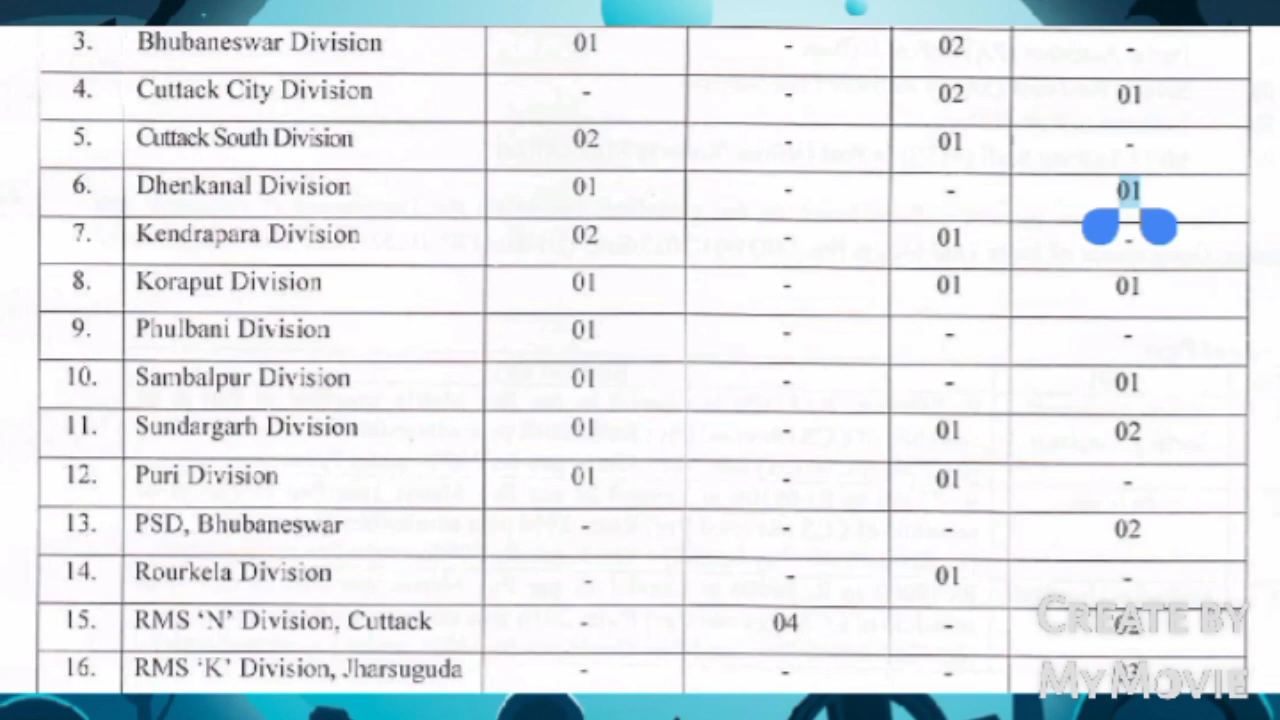 3. Bhubaneswar Division 01 - 02 -
4. Cuttack City Division - - 02 01
5. Cuttack South Division 02 - 01 -
6. Dhenkanal Division 01 - - 01
7. Kendrapara Division 02 - 01 -
8. Koraput Division 01 - 01 01
9. Phulbani Division 01 - - -
10. Sambalpur Division 01 - - 01
11. Sundargarh Division 01 - 01 02
12. Puri Division 01 - 01 -
13. PSD, Bhubaneswar - - - 02
14. Rourkela Division - - 01 -
15. RMS ‘N’ Division, Cuttack - 04 - 02
16. RMS ‘K’ Division, Jharsuguda - - -
CREATE BY
MYMOVIE